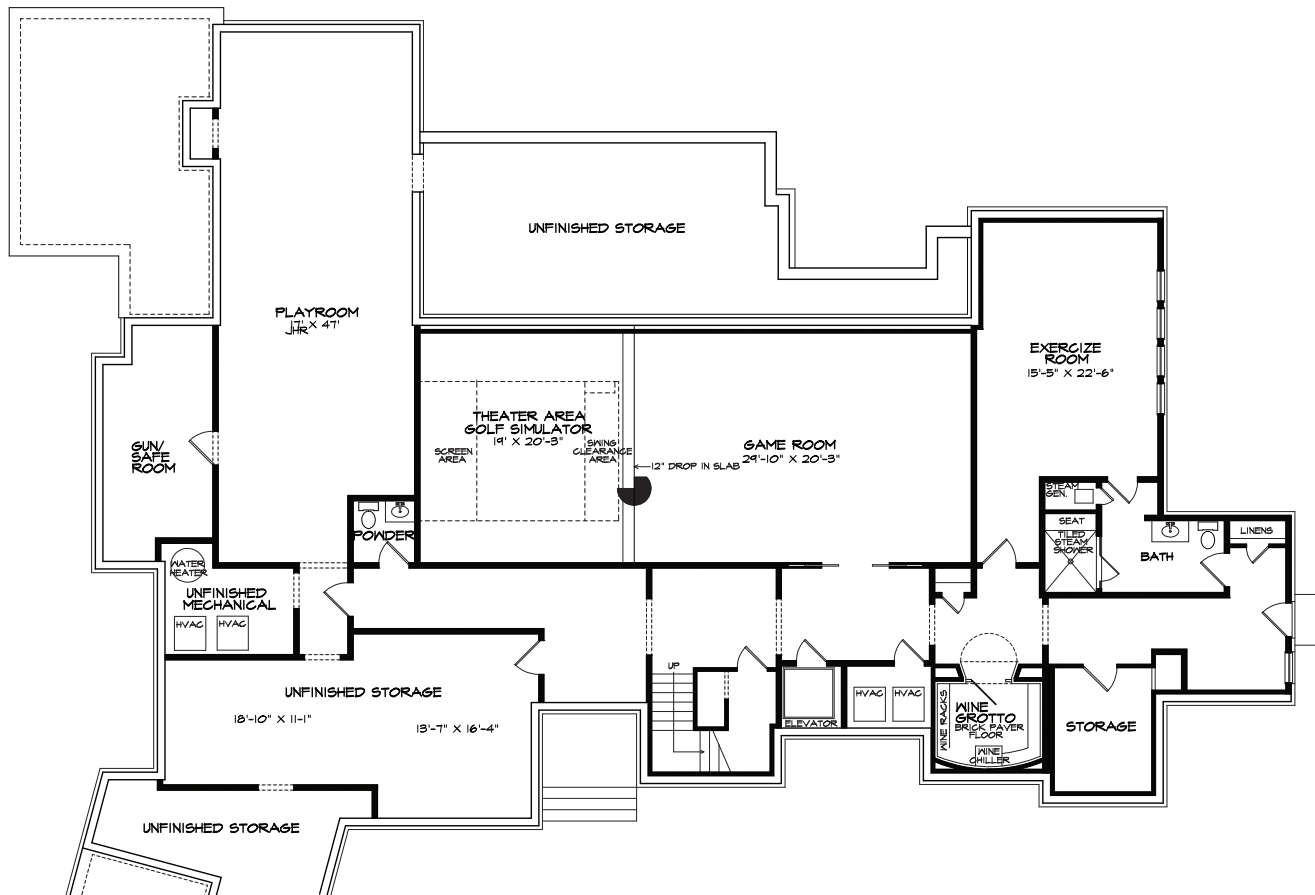 UNFINISHED STORAGE
PLAYROOM
17' X 47'
JHR
EXERCIZE
ROOM
15'-5" X 22'-6"
THEATER AREA
GOLF SIMULATOR
19' X 20'-3"
SCREEN
AREA
SWING
CLEARANCE
AREA
12" DROP IN SLAB
GAME ROOM
29'-10" X 20'-3"
GUN/
SAFE
ROOM
STEAM
GEN.
SEAT
TILED
STEAM
SHOWER
BATH
LINENS
POWDER
WATER
HEATER
UNFINISHED
MECHANICAL
HVAC
HVAC
UNFINISHED STORAGE
18'-10" X 11'-1"
13'-7" X 16'-4"
UP
ELEVATOR
HVAC
HVAC
WINE RACKS
WINE
GROTTO
BRICK PAVER
FLOOR
WINE
CHILLER
STORAGE
UNFINISHED STORAGE